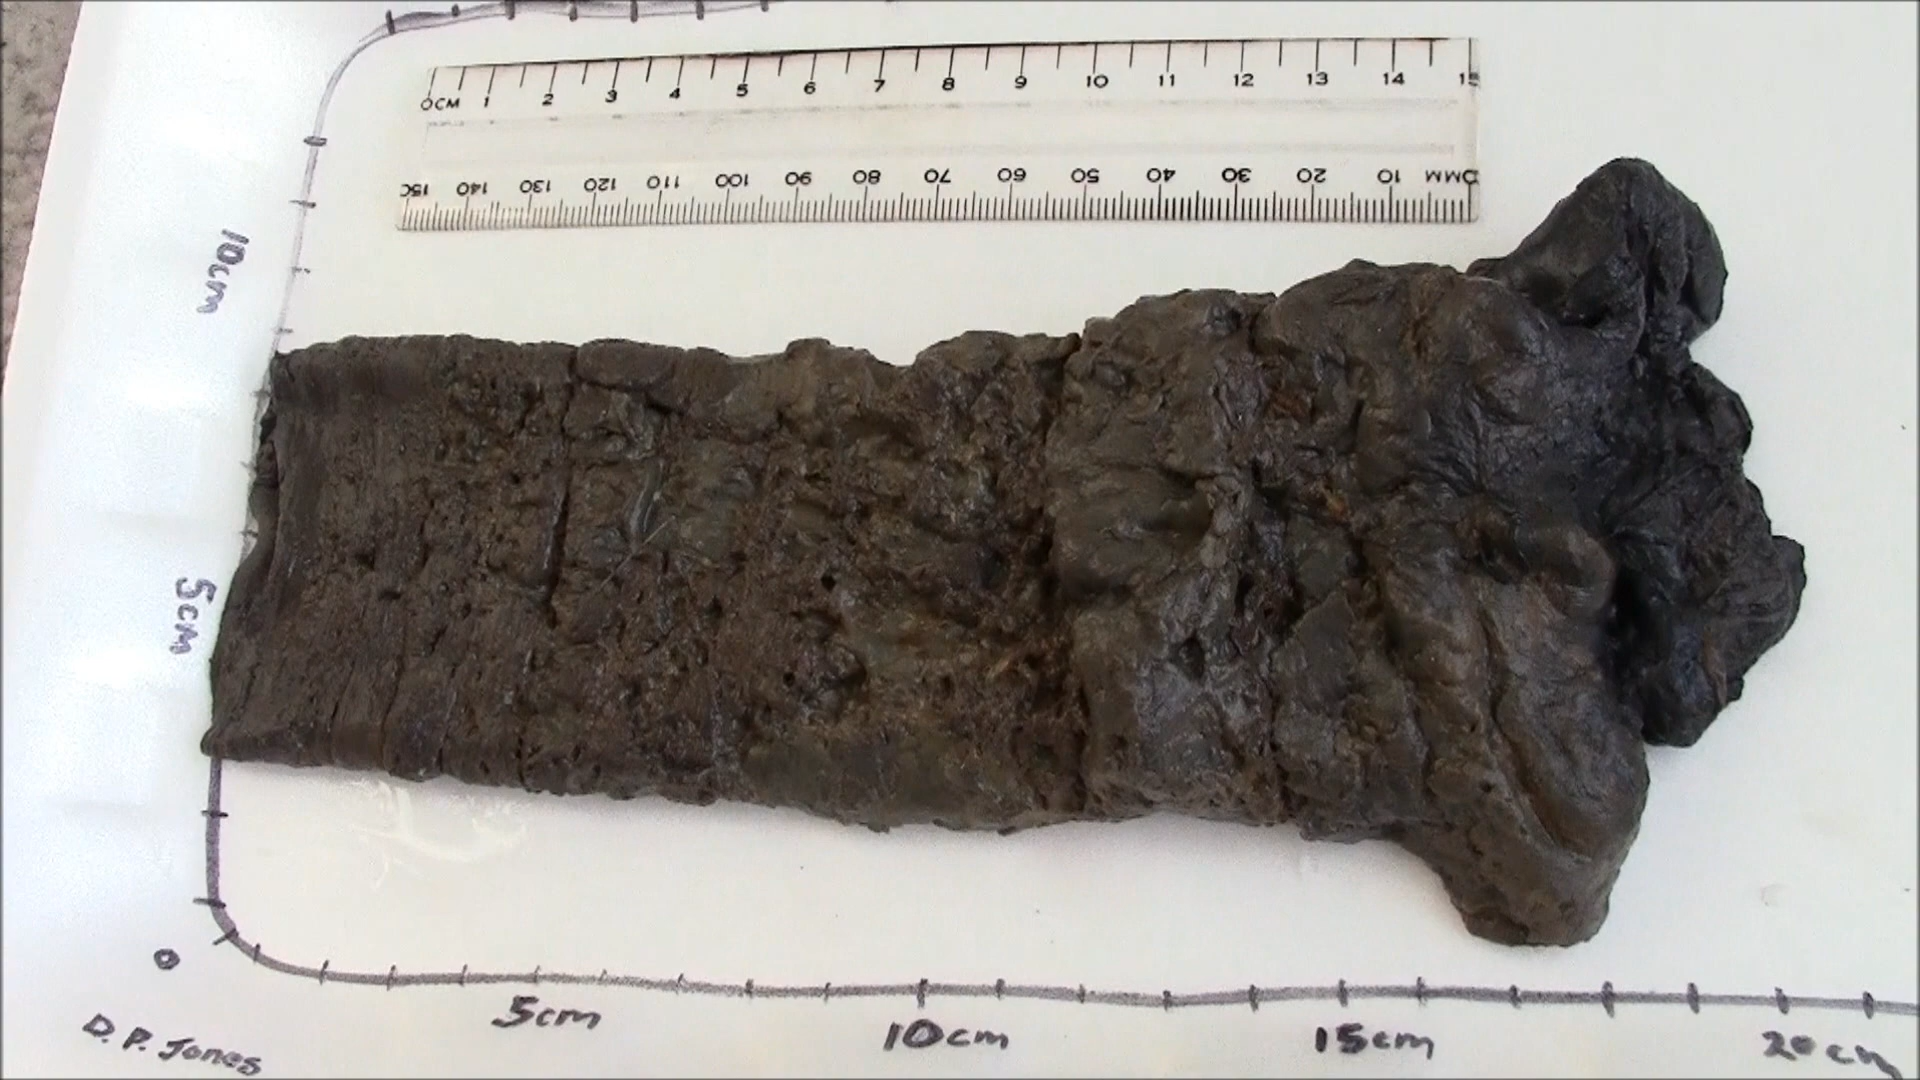 0CM 1 2 3 4 5 6 7 8 9 10 11 12 13 14 15
150 140 130 120 110 100 90 80 70 60 50 40 30 20 10 0MM
10cm
5cm
0
5cm
10cm
15cm
20cm
D.P. Jones